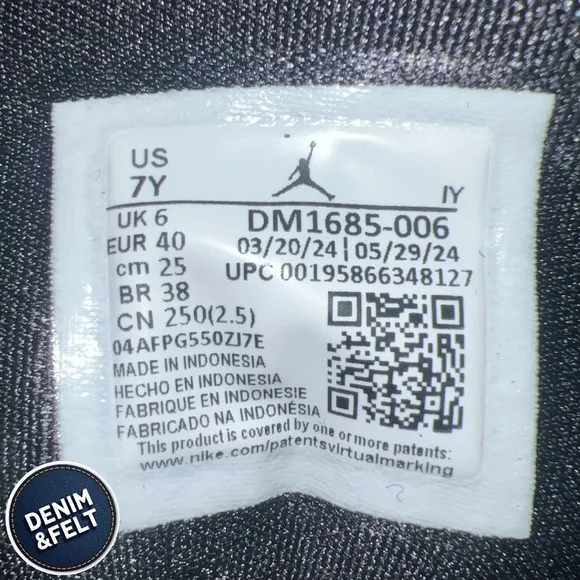 US
7Y
IY
UK 6
DM1685-006
EUR 40
03/20/24 | 05/29/24
cm 25
UPC 00195866348127
BR 38
CN 250(2.5)
04AFPG550ZJ7E
MADE IN INDONESIA
HECHO EN INDONESIA
FABRIQUE EN INDONESIE
FABRICADO NA INDONÉSIA
This product is covered by one or more patents:
www.nike.com/patentsvirtualmarking
DENIM
&FELT